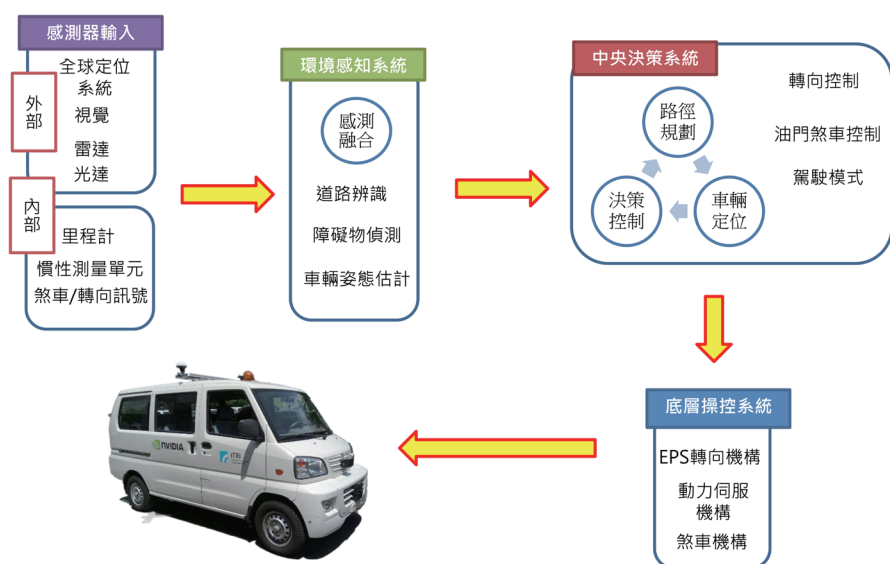 感測器輸入
外部
全球定位
系統
視覺
雷達
光達
內部
里程計
慣性測量單元
煞車/轉向訊號
環境感知系統
感測
融合
道路辨識
障礙物偵測
車輛姿態估計
中央決策系統
路徑
規劃
決策
控制
車輛
定位
轉向控制
油門煞車控制
駕駛模式
底層操控系統
EPS轉向機構
動力伺服
機構
煞車機構
NVIDIA
ITRI